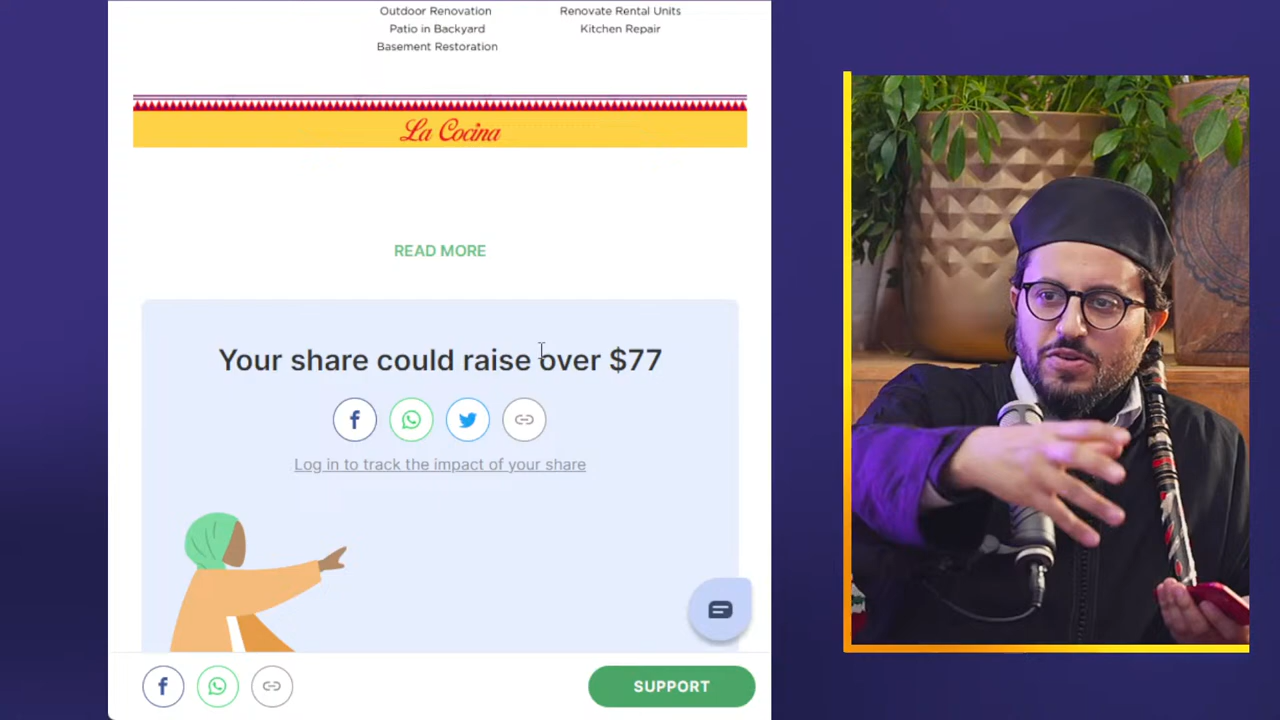 Outdoor Renovation
Patio in Backyard
Basement Restoration
Renovate Rental Units
Kitchen Repair
La Cocina
READ MORE
Your share could raise over $77
Log in to track the impact of your share
SUPPORT